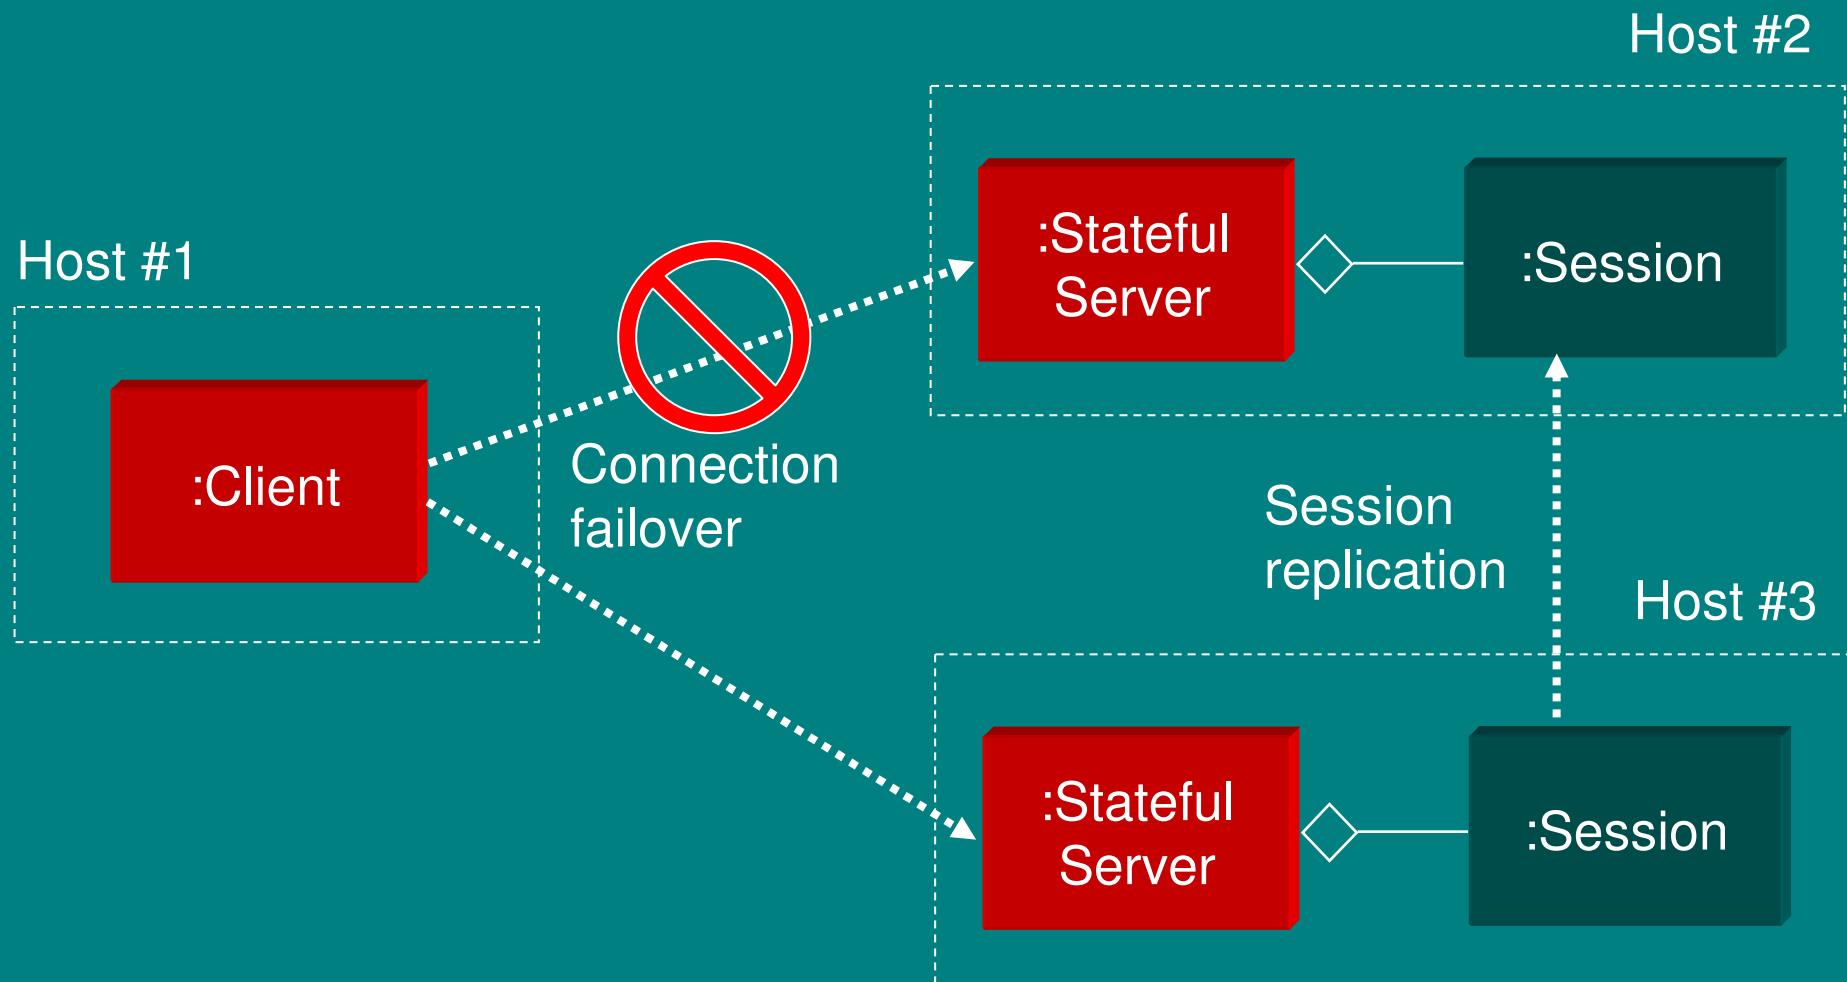 Host #2
:Stateful
Server
:Session
Host #1
:Client
Connection
failover
Session
replication
Host #3
:Stateful
Server
:Session